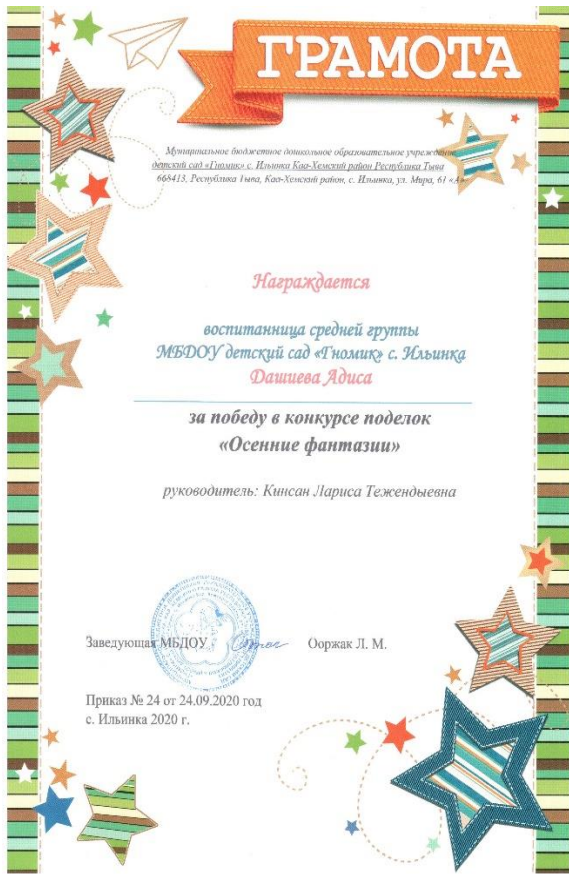 ГРАМОТА
Муниципальное бюджетное дошкольное образовательное учреждение
детский сад «Гномик» с. Ильинка Каа-Хемский район Республика Тыва
668413, Республика Тыва, Каа-Хемский район, с. Ильинка, ул. Мира, 61 «А»
Награждается
воспитанница средней группы
МБДОУ детский сад «Гномик» с. Ильинка
Дашиева Адиса
за победу в конкурсе поделок
«Осенние фантазии»
руководитель: Кинсан Лариса Тежендыевна
Заведующая МБДОУ Ооржак Л. М.
Приказ № 24 от 24.09.2020 год
с. Ильинка 2020 г.